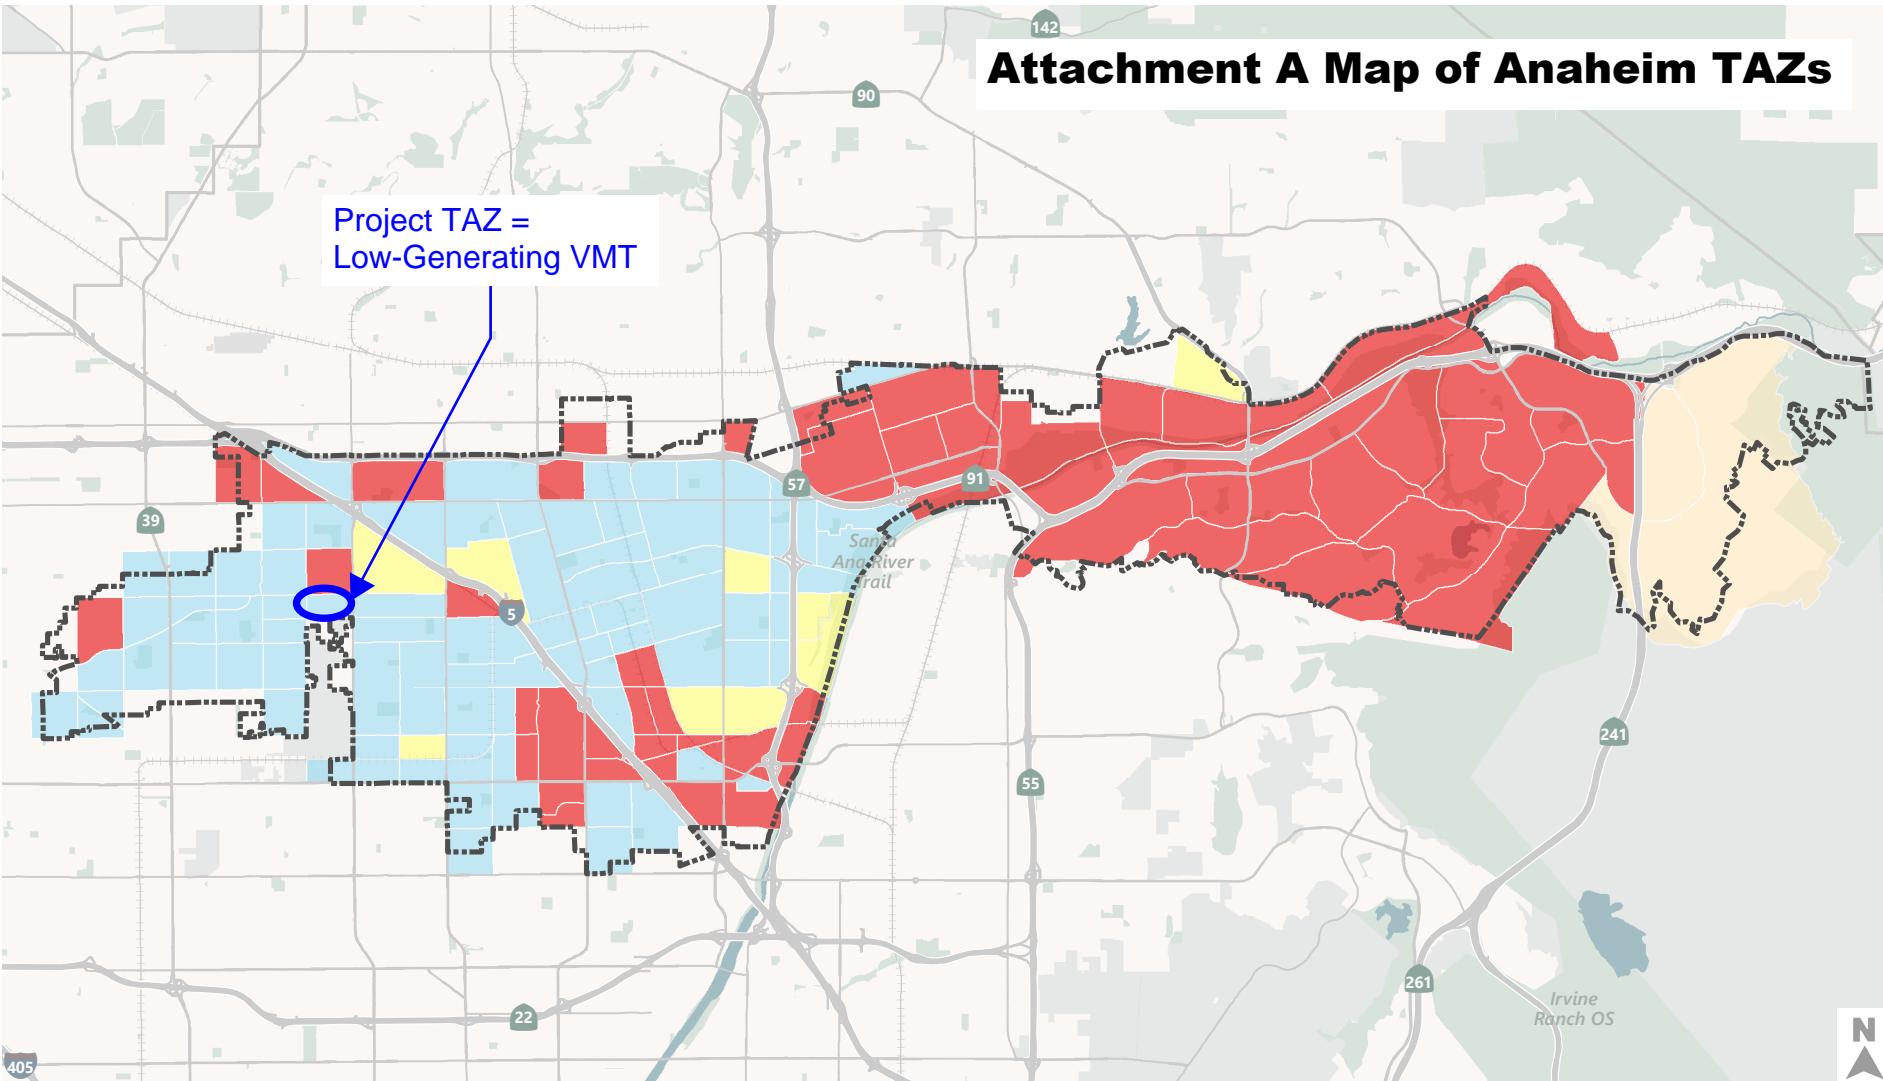 142
Attachment A Map of Anaheim TAZs
90
Project TAZ =
Low-Generating VMT
57
91
39
Santa
Ana River
Trail
5
241
55
261
Irvine
Ranch OS
22
N
405